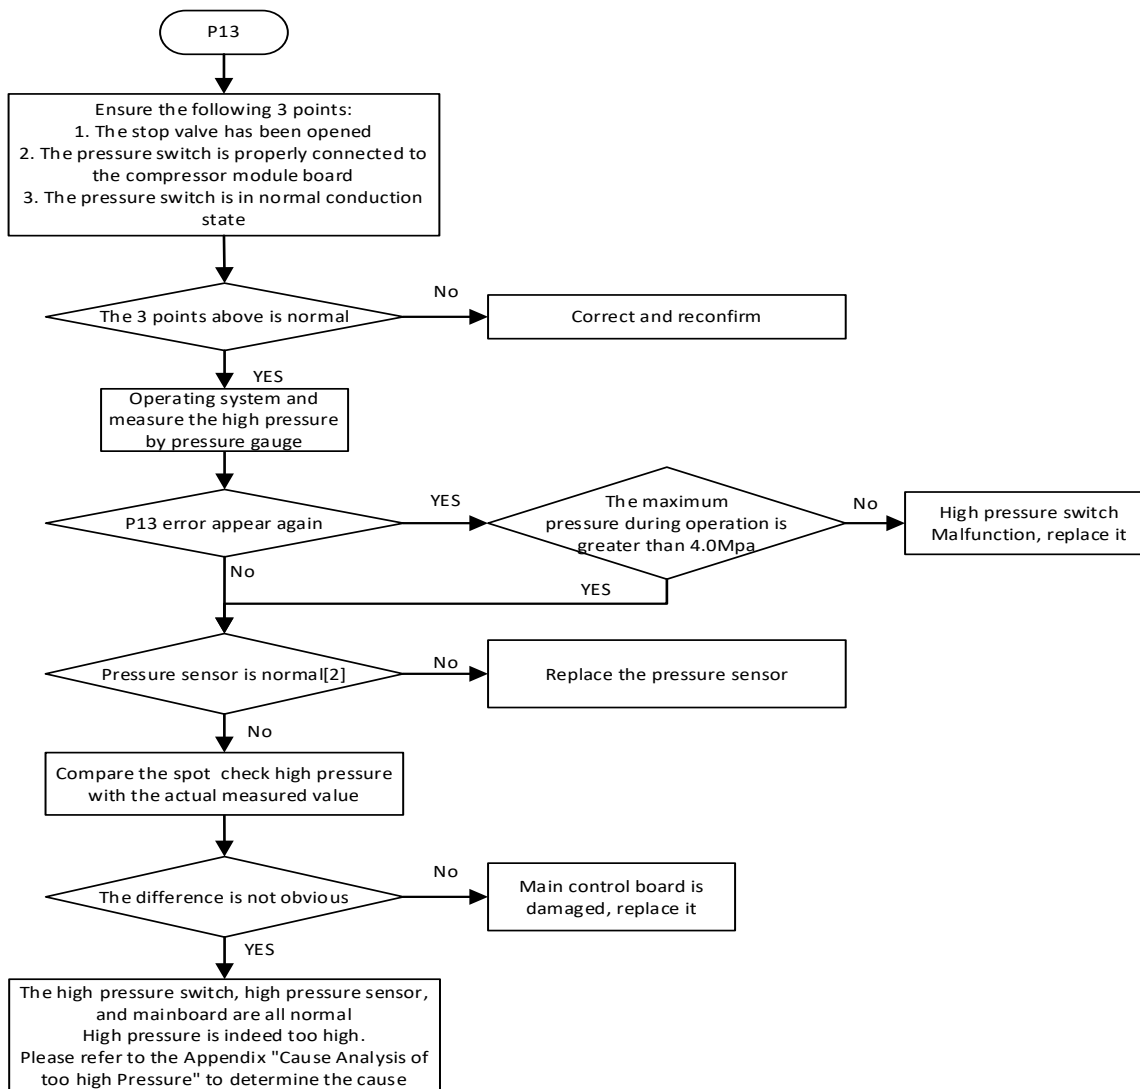 P13
Ensure the following 3 points:
1. The stop valve has been opened
2. The pressure switch is properly connected to
the compressor module board
3. The pressure switch is in normal conduction
state
The 3 points above is normal
No
Correct and reconfirm
YES
Operating system and
measure the high pressure
by pressure gauge
P13 error appear again
YES
The maximum
pressure during operation is
greater than 4.0Mpa
No
High pressure switch
Malfunction, replace it
No
YES
Pressure sensor is normal[2]
No
Replace the pressure sensor
No
Compare the spot check high pressure
with the actual measured value
The difference is not obvious
No
Main control board is
damaged, replace it
YES
The high pressure switch, high pressure sensor,
and mainboard are all normal
High pressure is indeed too high.
Please refer to the Appendix "Cause Analysis of
too high Pressure" to determine the cause